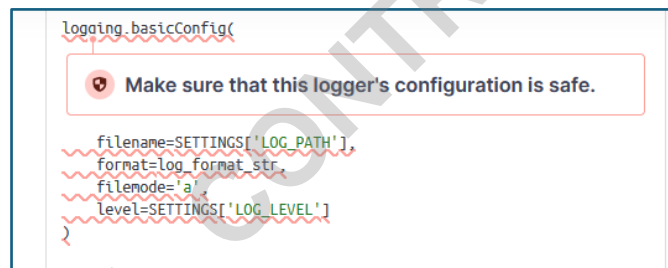 logging.basicConfig(
Make sure that this logger's configuration is safe.
filename=SETTINGS['LOG_PATH'],
format=log_format_str,
filemode='a',
level=SETTINGS['LOG_LEVEL']
)
CONTR